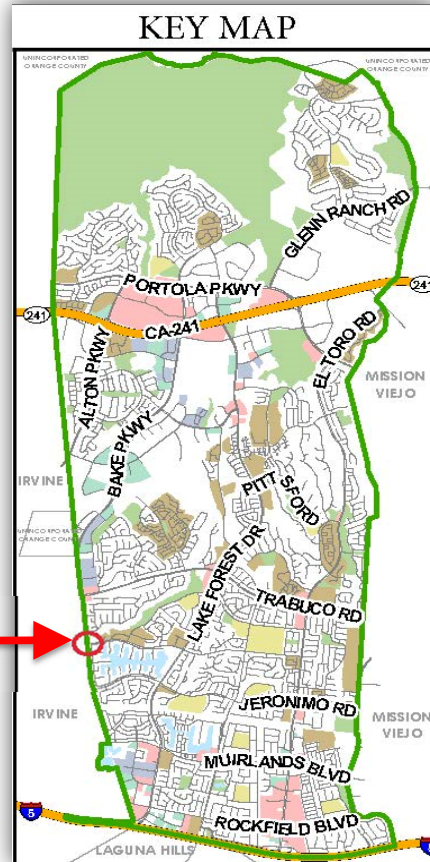 KEY MAP
UNINCORPORATED
ORANGE COUNTY
UNINCORPORATED
ORANGE COUNTY
GLENN RANCH RD
PORTOLA PKWY
241
241
CA-241
EL TORO RD
ALTON PKWY
MISSION
VIEJO
BAKE PKWY
IRVINE
PITTSFORD
UNINCORPORATED
ORANGE COUNTY
LAKE FOREST DR
TRABUCO RD
IRVINE
JERONIMO RD
MISSION
VIEJO
MUIRLANDS BLVD
5
ROCKFIELD BLVD
LAGUNA HILLS